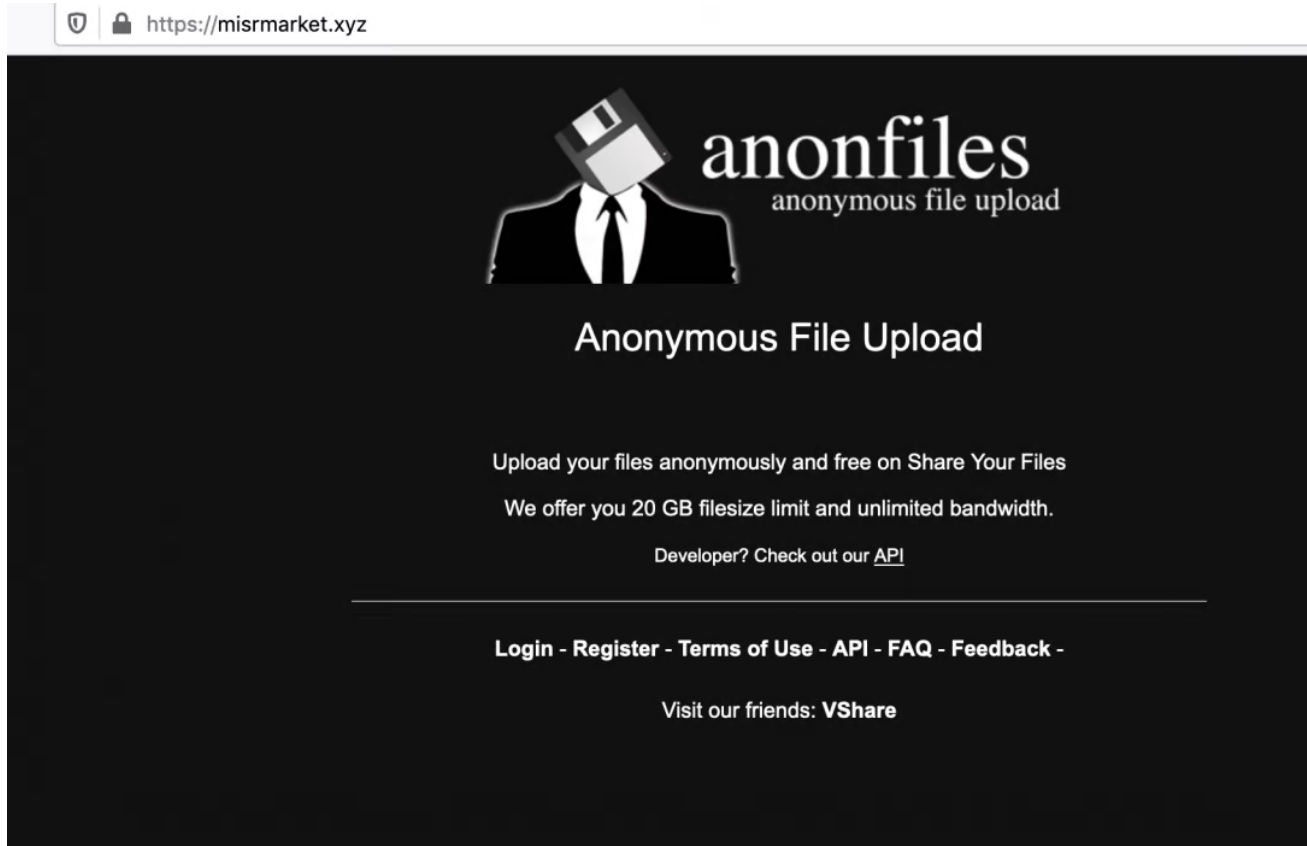 https://misrmarket.xyz
anonfiles
anonymous file upload
Anonymous File Upload
Upload your files anonymously and free on Share Your Files
We offer you 20 GB filesize limit and unlimited bandwidth.
Developer? Check out our API
Login - Register - Terms of Use - API - FAQ - Feedback -
Visit our friends: VShare